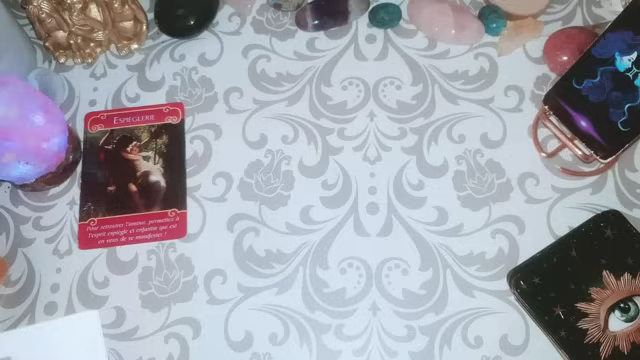 ESPIÈGLERIE
Pour retrouver l'amour, permettez à
l'esprit espiègle et enfantin qui est
en vous de se manifester !